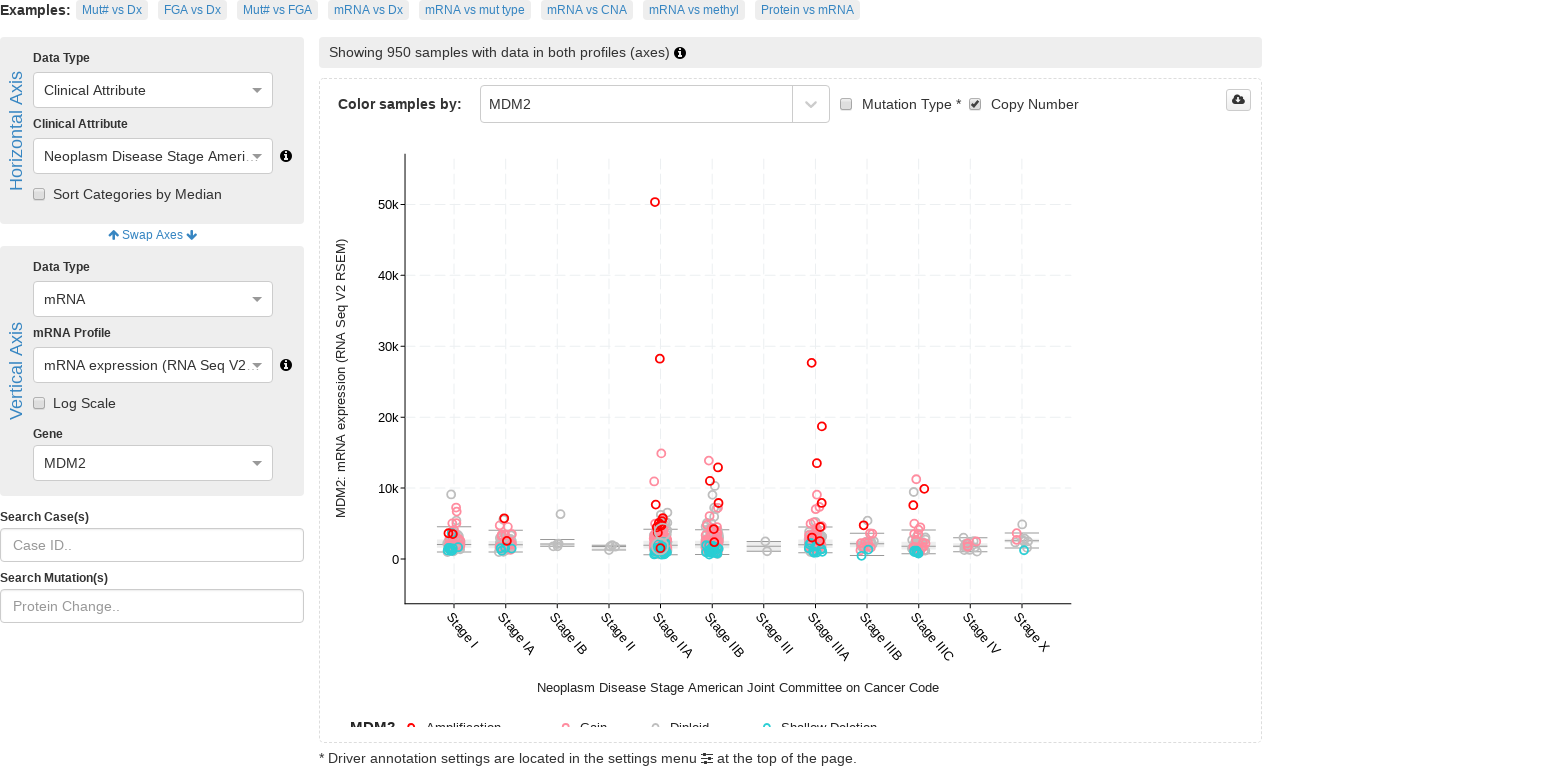 Examples: Mut# vs Dx FGA vs Dx Mut# vs FGA mRNA vs Dx mRNA vs mut type mRNA vs CNA mRNA vs methyl Protein vs mRNA
Horizontal Axis
Data Type
Clinical Attribute
Clinical Attribute
Neoplasm Disease Stage Ameri...
Sort Categories by Median
Swap Axes
Vertical Axis
Data Type
mRNA
mRNA Profile
mRNA expression (RNA Seq V2...
Log Scale
Gene
MDM2
Search Case(s)
Case ID..
Search Mutation(s)
Protein Change..
Showing 950 samples with data in both profiles (axes)
Color samples by: MDM2 Mutation Type * Copy Number
MDM2: mRNA expression (RNA Seq V2 RSEM)
50k
40k
30k
20k
10k
0
Stage I
Stage IA
Stage IB
Stage II
Stage IIA
Stage IIB
Stage III
Stage IIIA
Stage IIIB
Stage IIIC
Stage IV
Stage X
Neoplasm Disease Stage American Joint Committee on Cancer Code
MDM2 Amplification Gain Diploid Shallow Deletion
* Driver annotation settings are located in the settings menu at the top of the page.